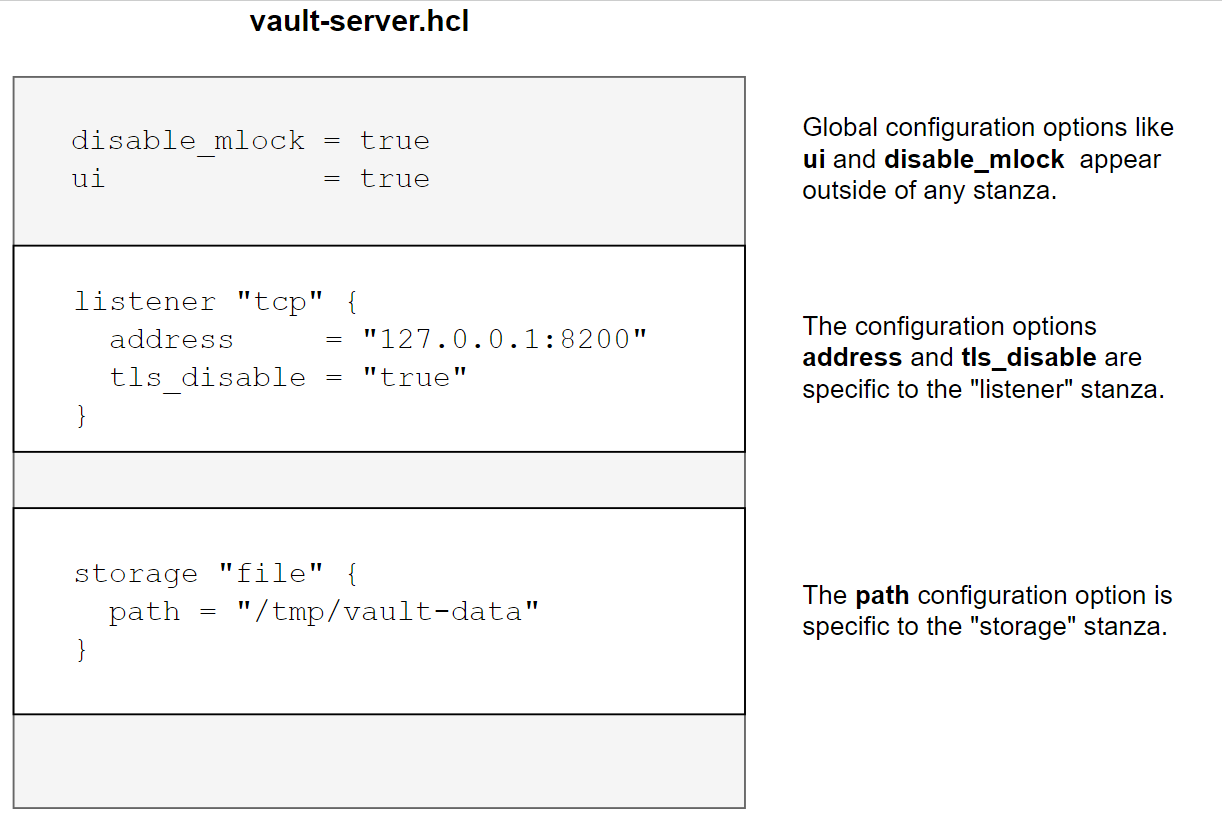 vault-server.hcl
disable_mlock = true
ui            = true
Global configuration options like
ui and disable_mlock  appear
outside of any stanza.
listener "tcp" {
  address     = "127.0.0.1:8200"
  tls_disable = "true"
}
The configuration options
address and tls_disable are
specific to the "listener" stanza.
storage "file" {
  path = "/tmp/vault-data"
}
The path configuration option is
specific to the "storage" stanza.